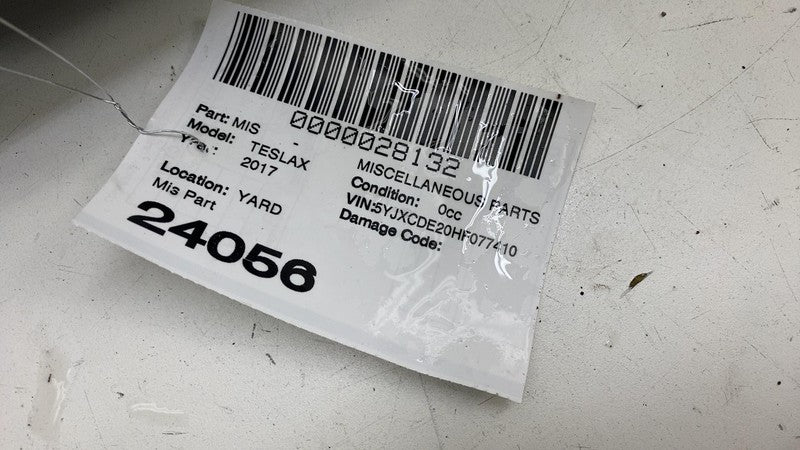 0000028132
Part: MIS - MISCELLANEOUS PARTS
Model: TESLAX Condition: 0cc
Year: 2017 VIN:5YJXCDE20HF077410
Location: YARD Damage Code:
Mis Part
24056